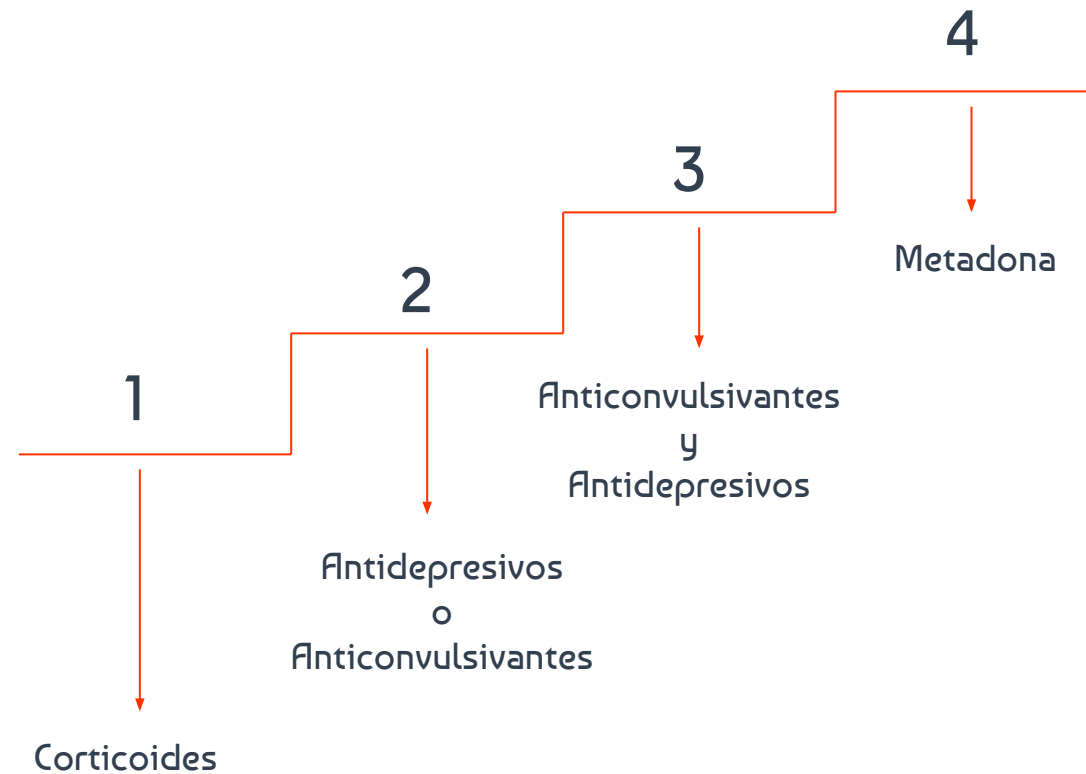 1
Corticoides
2
Antidepresivos
o
Anticonvulsivantes
3
Anticonvulsivantes
y
Antidepresivos
4
Metadona